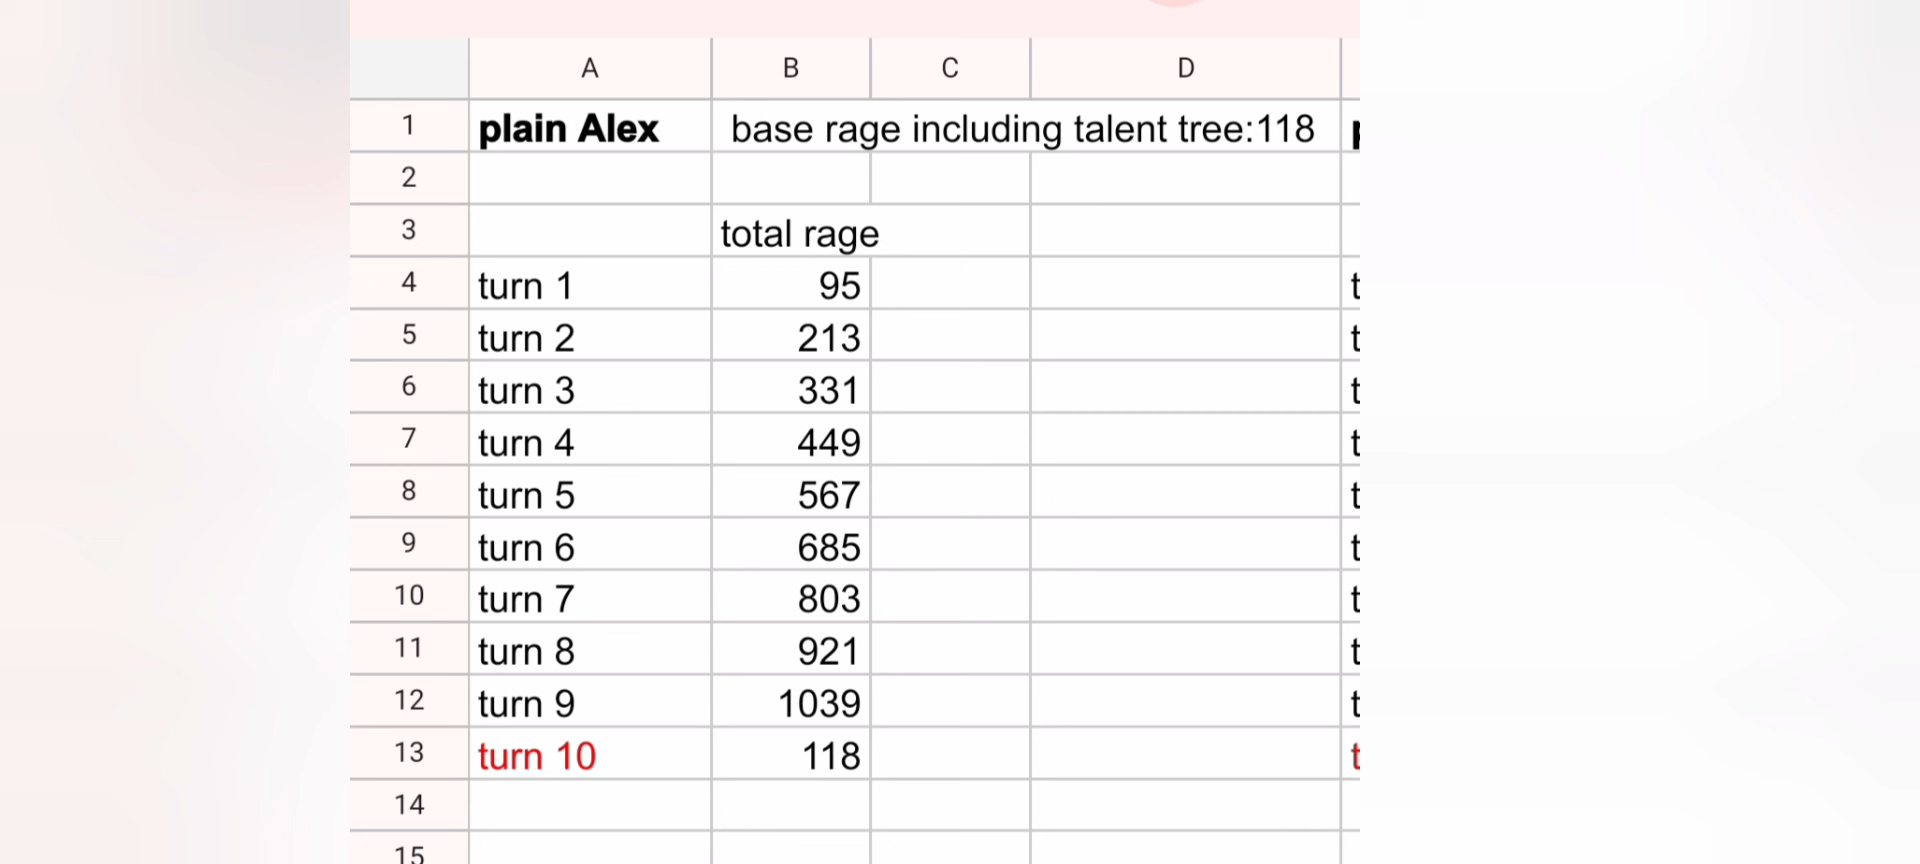 A B C D
1 plain Alex base rage including talent tree:118
2
3 total rage
4 turn 1 95
5 turn 2 213
6 turn 3 331
7 turn 4 449
8 turn 5 567
9 turn 6 685
10 turn 7 803
11 turn 8 921
12 turn 9 1039
13 turn 10 118
14
15